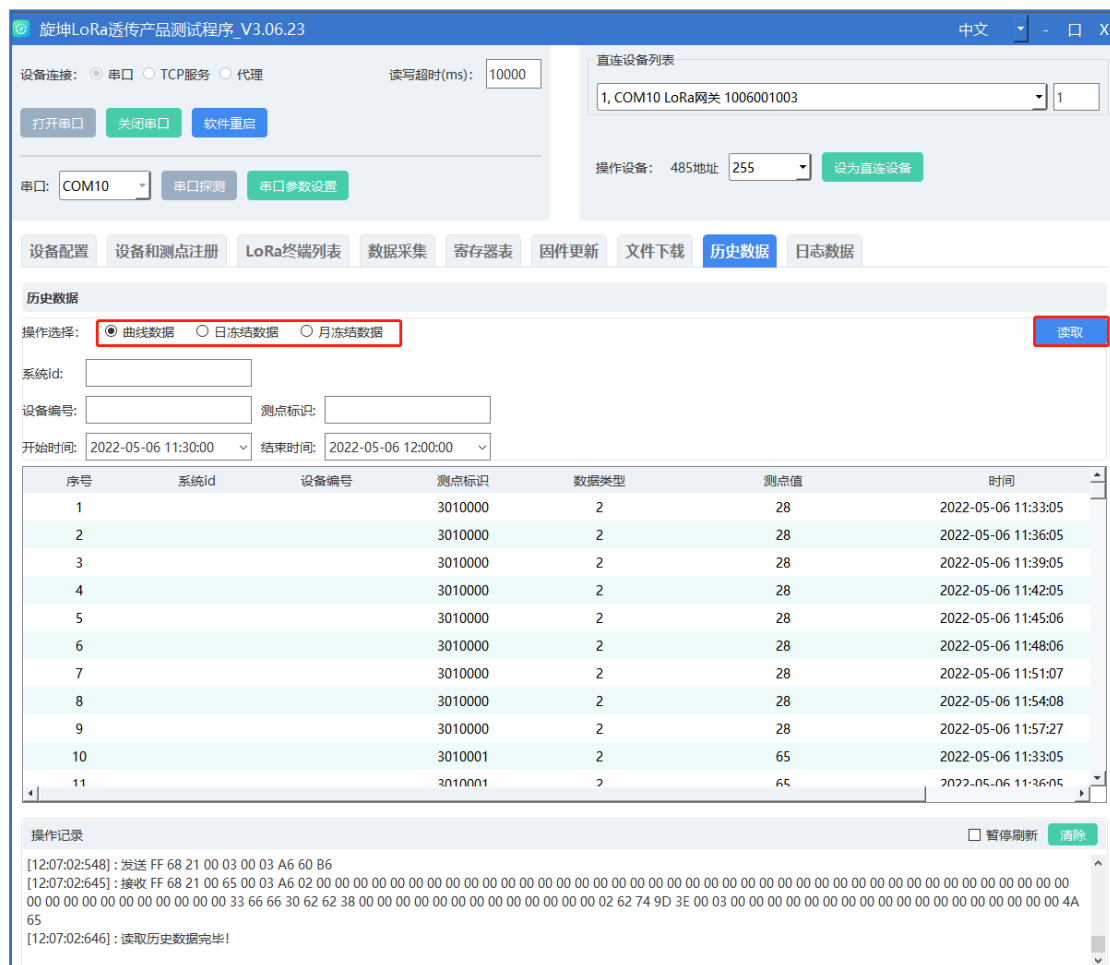 旋坤LoRa透传产品测试程序_V3.06.23 中文 - 口 X
设备连接: 串口 TCP服务 代理 读写超时(ms): 10000
直连设备列表
1, COM10 LoRa网关 1006001003 1
打开串口 关闭串口 软件重启
操作设备: 485地址 255 设为直连设备
串口: COM10 串口探测 串口参数设置
设备配置 设备和测点注册 LoRa终端列表 数据采集 寄存器表 固件更新 文件下载 历史数据 日志数据
历史数据
操作选择: 曲线数据 日冻结数据 月冻结数据 读取
系统id:
设备编号: 测点标识:
开始时间: 2022-05-06 11:30:00 结束时间: 2022-05-06 12:00:00
序号 系统id 设备编号 测点标识 数据类型 测点值 时间
1 3010000 2 28 2022-05-06 11:33:05
2 3010000 2 28 2022-05-06 11:36:05
3 3010000 2 28 2022-05-06 11:39:05
4 3010000 2 28 2022-05-06 11:42:05
5 3010000 2 28 2022-05-06 11:45:06
6 3010000 2 28 2022-05-06 11:48:06
7 3010000 2 28 2022-05-06 11:51:07
8 3010000 2 28 2022-05-06 11:54:08
9 3010000 2 28 2022-05-06 11:57:27
10 3010001 2 65 2022-05-06 11:33:05
11 3010001 2 65 2022-05-06 11:36:05
操作记录 暂停刷新 清除
[12:07:02:548] : 发送 FF 68 21 00 03 00 03 A6 60 B6
[12:07:02:645] : 接收 FF 68 21 00 65 00 03 A6 02 00 00 00 00 00 00 00 00 00 00 00 00 00 00 00 00 00 00 00 00 00 00 00 00 00 00 00 00 00 00 00 00 00 00 00 00 00 00 00 00 00
00 00 00 00 00 00 00 00 00 00 00 33 66 66 30 62 62 38 00 00 00 00 00 00 00 00 00 00 00 00 00 02 62 74 9D 3E 00 03 00 00 00 00 00 00 00 00 00 00 00 00 00 00 00 00 00 00 4A
65
[12:07:02:646] : 读取历史数据完毕!